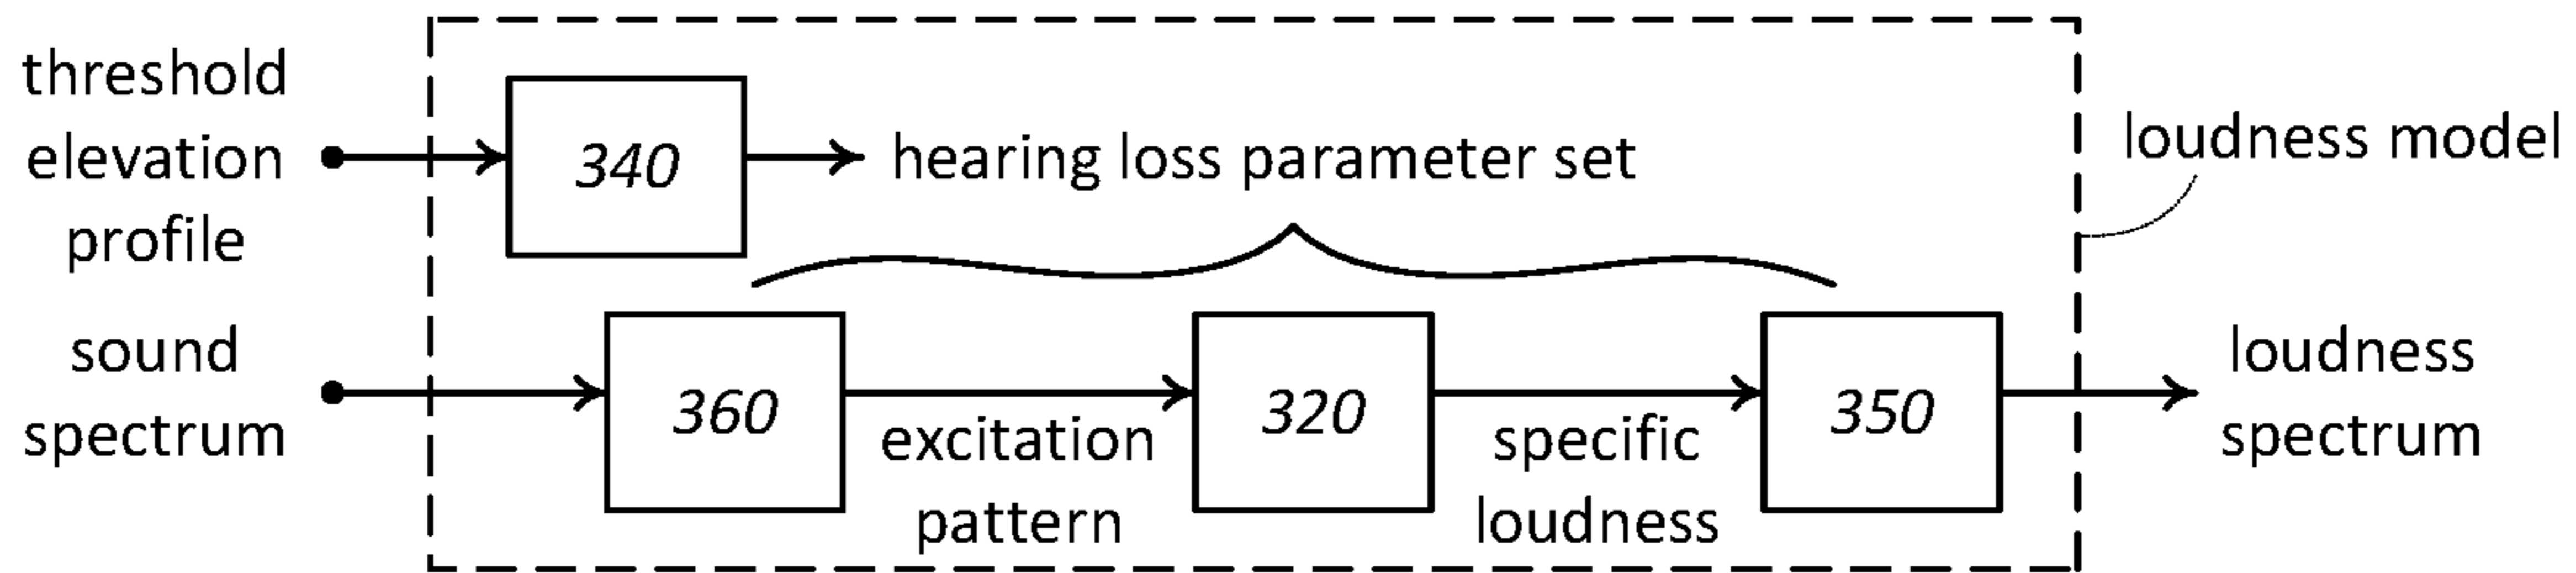 threshold
elevation
profile
340
hearing loss parameter set
loudness model
sound
spectrum
360
excitation
pattern
320
specific
loudness
350
loudness
spectrum